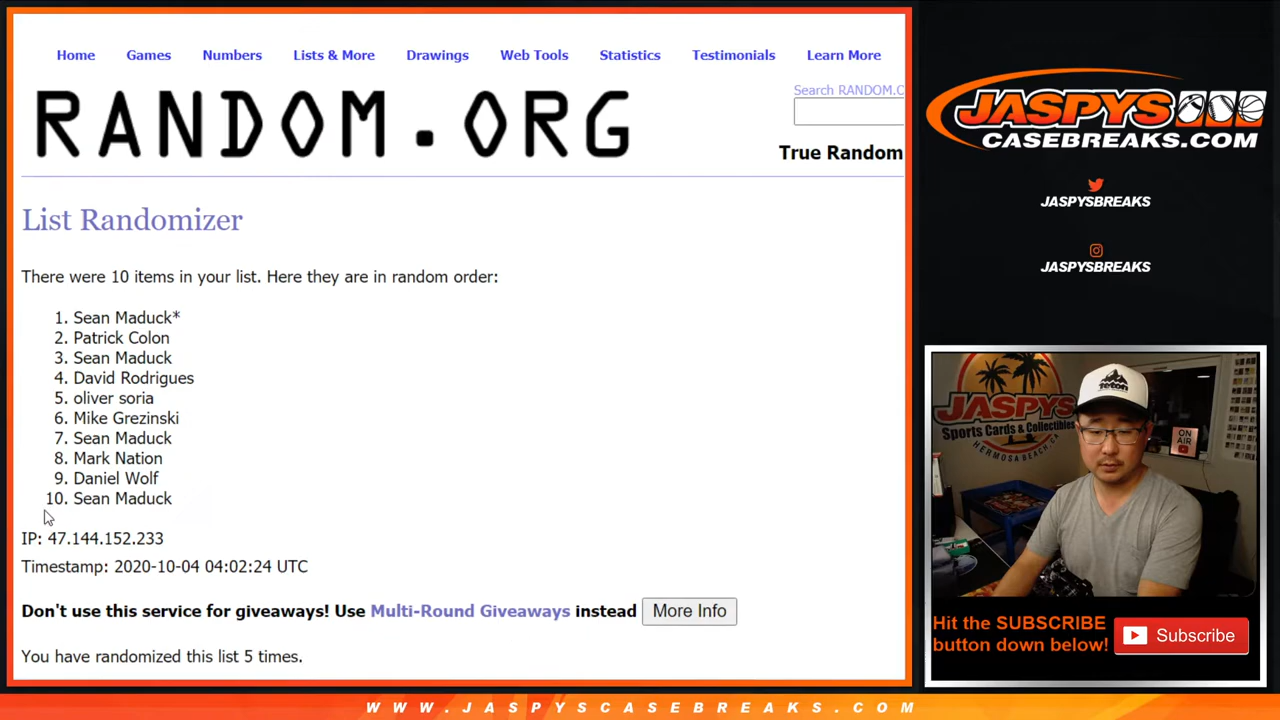 Home Games Numbers Lists & More Drawings Web Tools Statistics Testimonials Learn More
RANDOM.ORG
Search RANDOM.O
True Random
List Randomizer
There were 10 items in your list. Here they are in random order:
1. Sean Maduck*
2. Patrick Colon
3. Sean Maduck
4. David Rodrigues
5. oliver soria
6. Mike Grezinski
7. Sean Maduck
8. Mark Nation
9. Daniel Wolf
10. Sean Maduck
IP: 47.144.152.233
Timestamp: 2020-10-04 04:02:24 UTC
Don't use this service for giveaways! Use Multi-Round Giveaways instead More Info
You have randomized this list 5 times.
JASPYS
CASEBREAKS.COM
JASPYSBREAKS
JASPYSBREAKS
JASPYS
Sports Cards & Collectibles
HERMOSA BEACH, CA
Teton
ON AIR
Hit the SUBSCRIBE
button down below!
Subscribe
WWW.JASPYSCASEBREAKS.COM